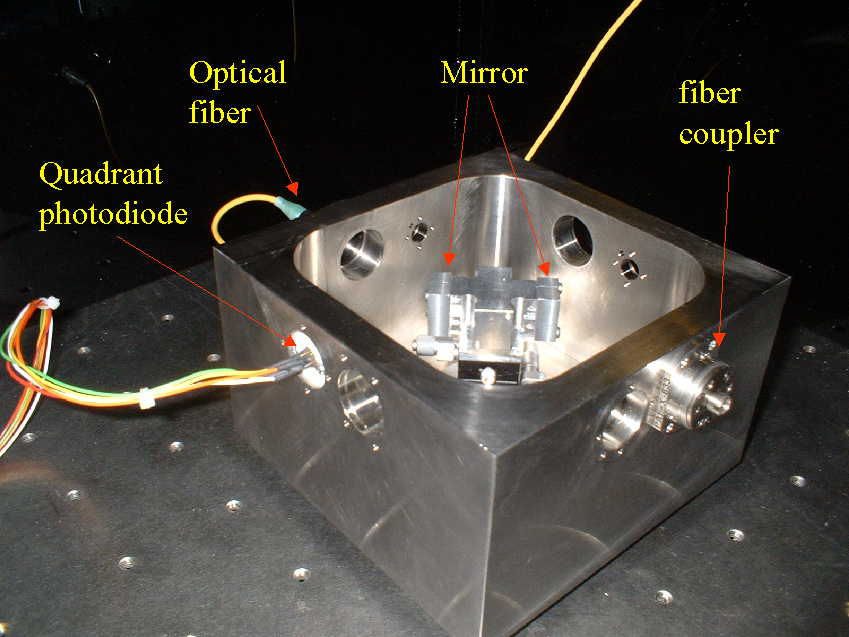 Optical
fiber
Mirror
fiber
coupler
Quadrant
photodiode